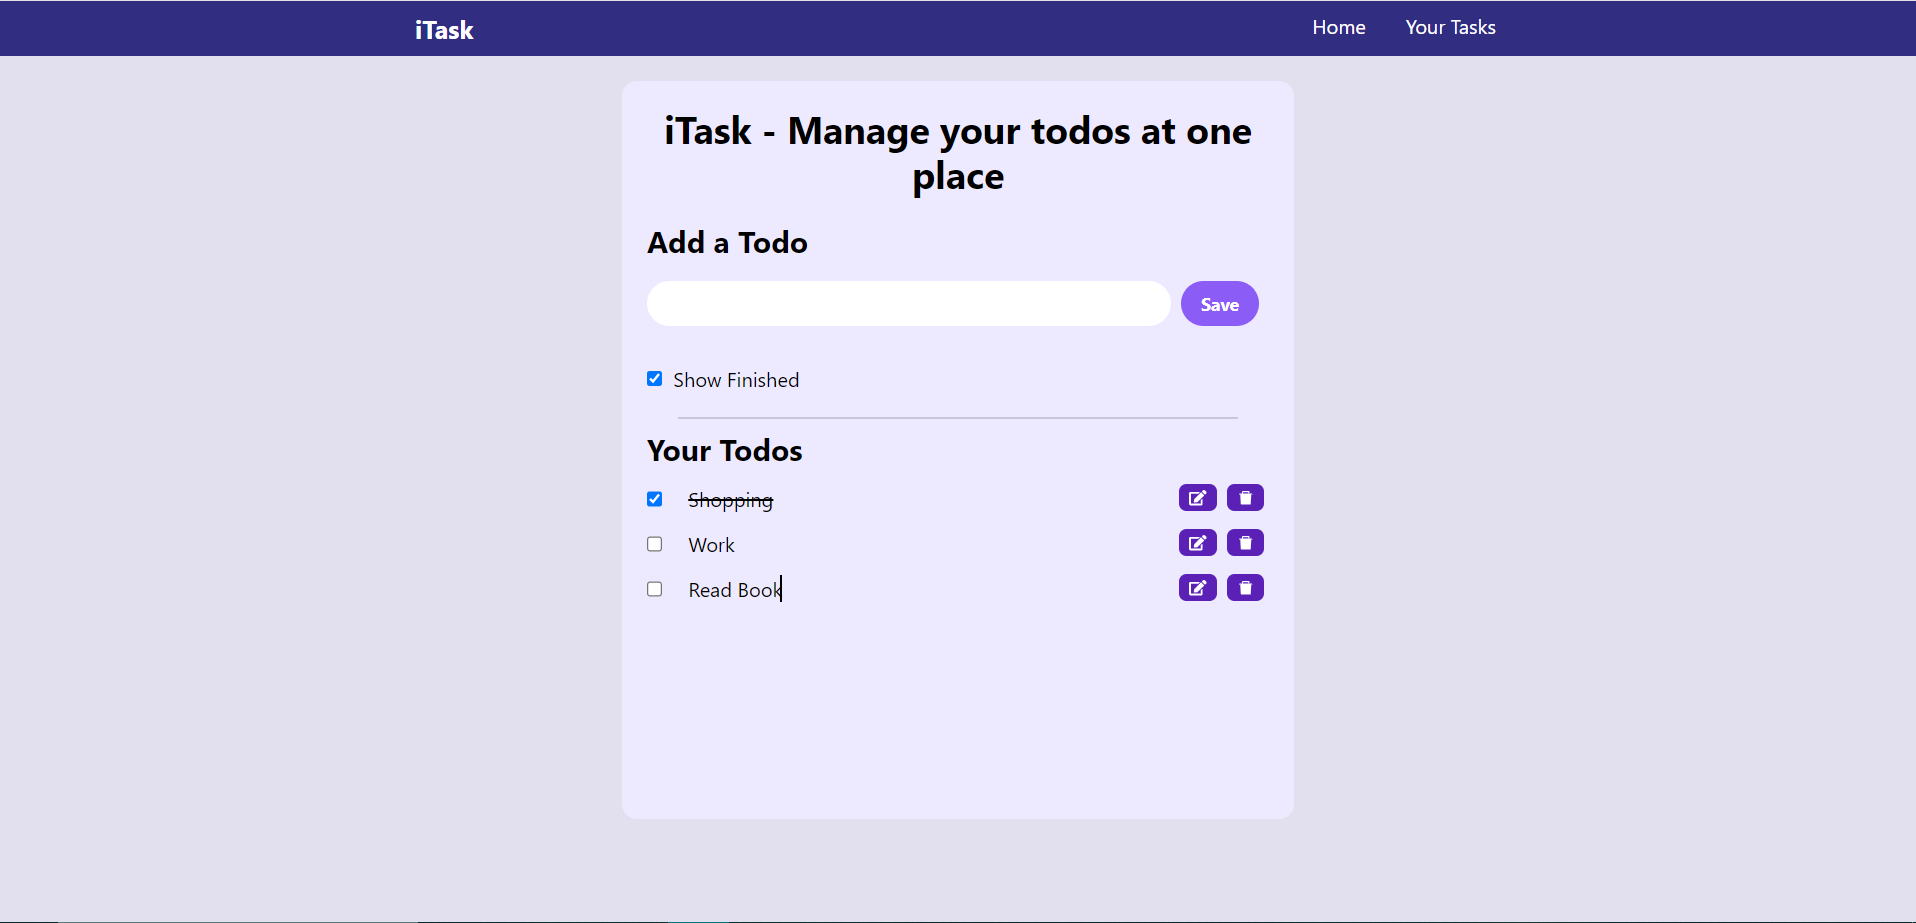 iTask
Home
Your Tasks
iTask - Manage your todos at one
place
Add a Todo
Save
Show Finished
Your Todos
Shopping
Work
Read Book